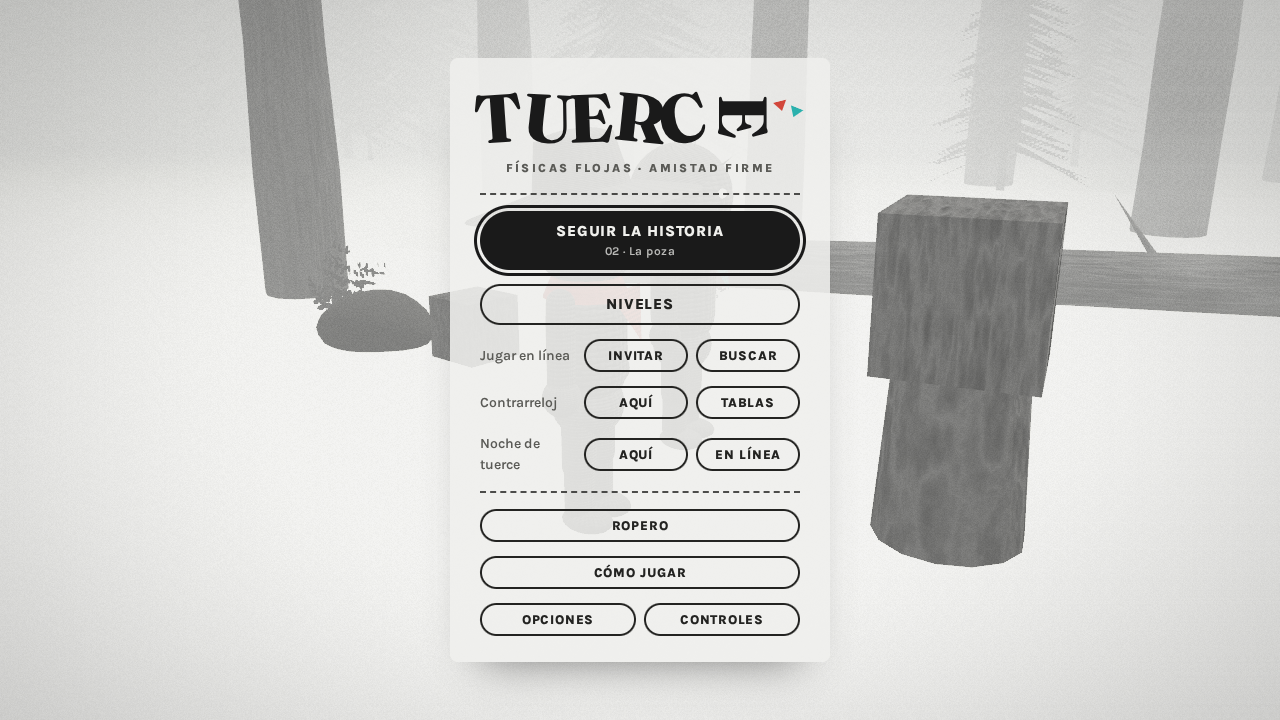 TUERCE
FÍSICAS FLOJAS · AMISTAD FIRME
SEGUIR LA HISTORIA
02 · La poza
NIVELES
Jugar en línea INVITAR BUSCAR
Contrarreloj AQUÍ TABLAS
Noche de
tuerce AQUÍ EN LÍNEA
ROPERO
CÓMO JUGAR
OPCIONES CONTROLES